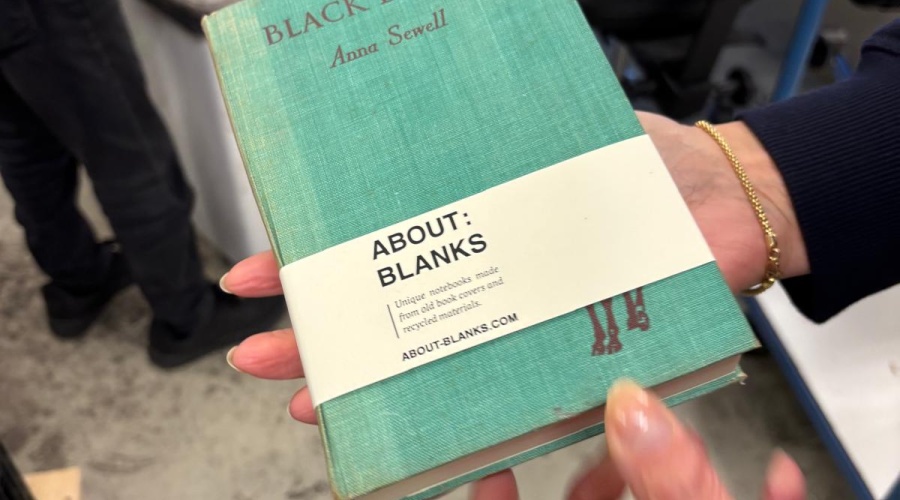 BLACK
Anna Sewell
ABOUT:
BLANKS
Unique notebooks made
from old book covers and
recycled materials.
ABOUT-BLANKS.COM